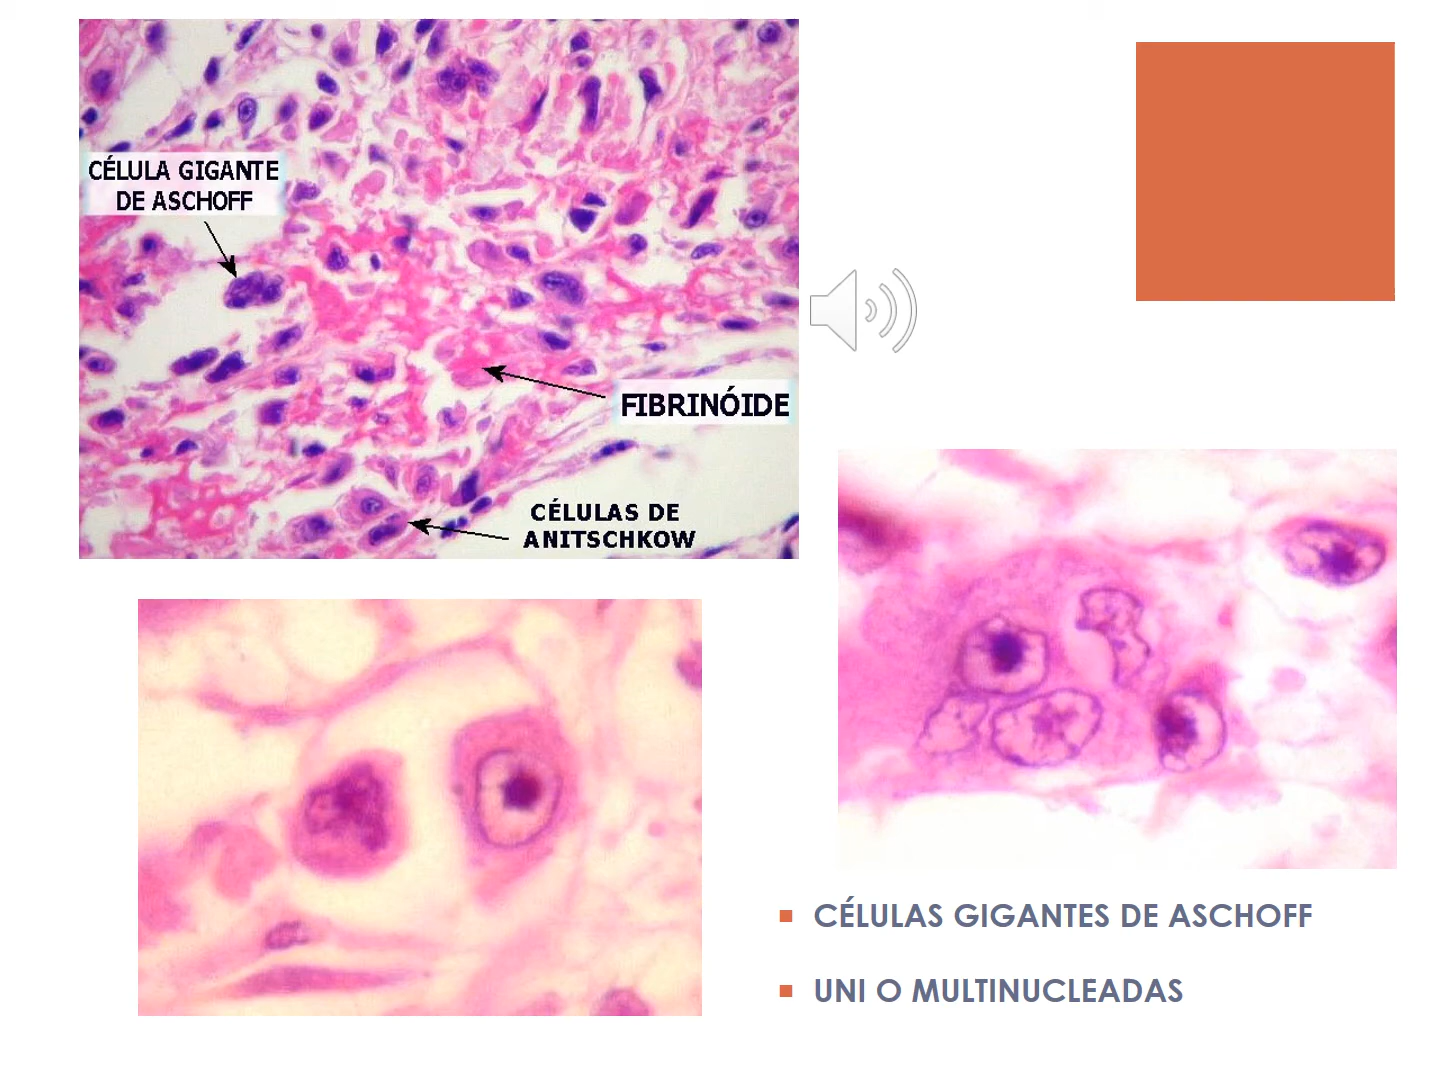 CÉLULA GIGANTE
DE ASCHOFF
FIBRINÓIDE
CÉLULAS DE
ANITSCHKOW
CÉLULAS GIGANTES DE ASCHOFF
UNI O MULTINUCLEADAS